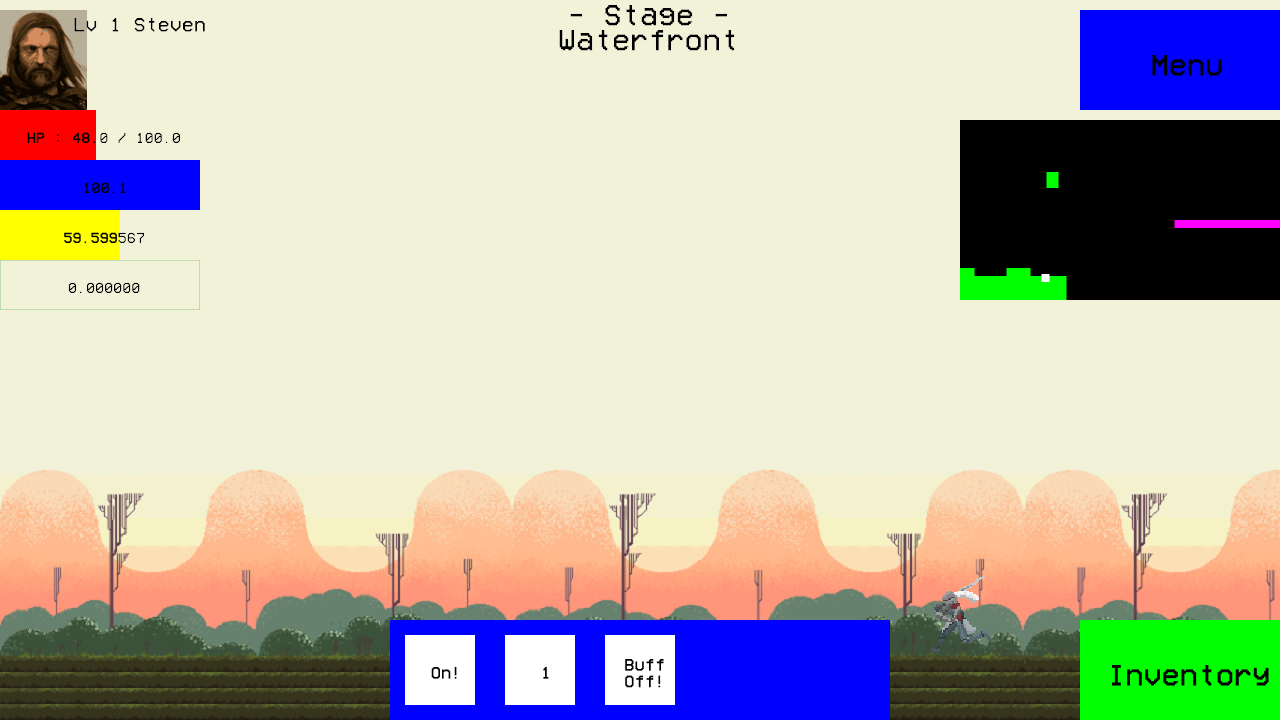 Lv 1 Steven
- Stage -
Waterfront
Menu
HP : 48.0 / 100.0
100.1
59.599567
0.000000
On!
1
Buff
Off!
Inventory